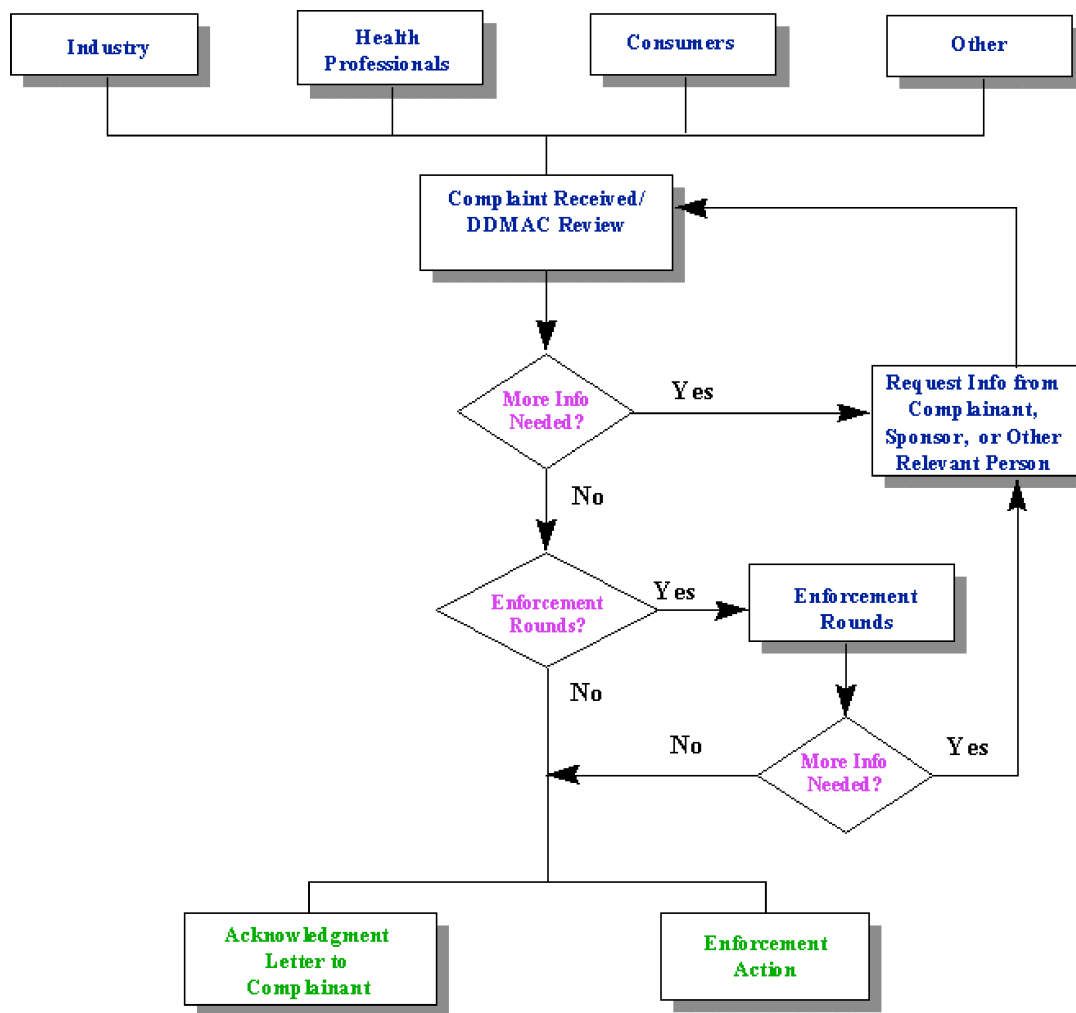 Industry
Health
Professionals
Consumers
Other
Complaint Received/
DDMAC Review
More Info
Needed?
Yes
Request Info from
Complainant,
Sponsor, or Other
Relevant Person
No
Enforcement
Rounds?
Yes
Enforcement
Rounds
No
No
More Info
Needed?
Yes
Acknowledgment
Letter to
Complainant
Enforcement
Action